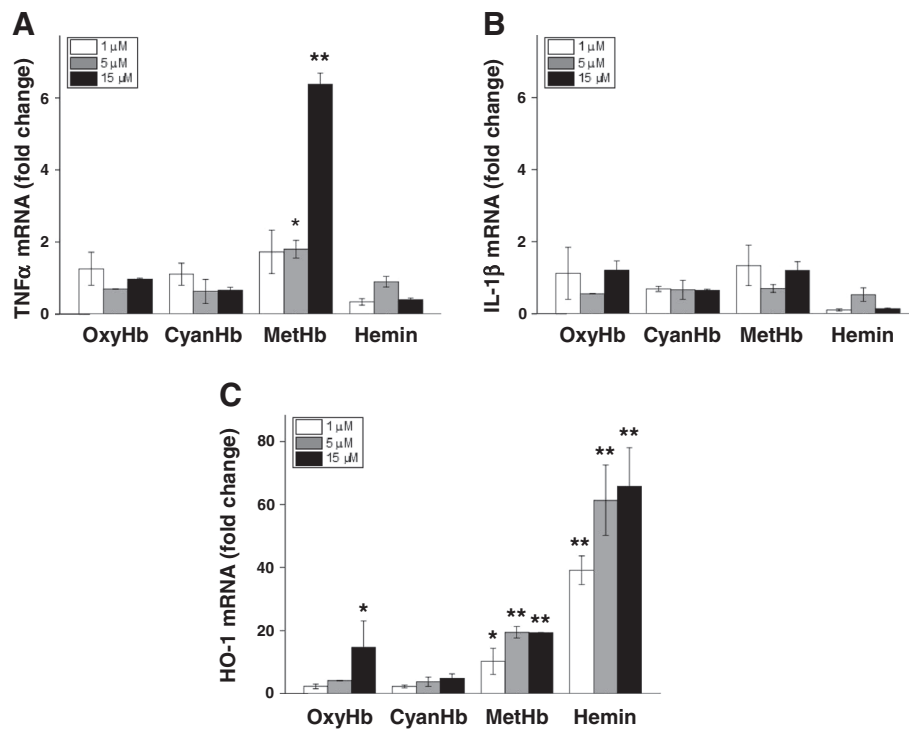 A
1 μM
5 μM
15 μM
**
*
TNFα mRNA (fold change)
6
4
2
0
OxyHb CyanHb MetHb Hemin
B
1 μM
5 μM
15 μM
IL-1β mRNA (fold change)
6
4
2
0
OxyHb CyanHb MetHb Hemin
C
1 μM
5 μM
15 μM
HO-1 mRNA (fold change)
80
60
40
20
0
*
* ** **
** ** **
OxyHb CyanHb MetHb Hemin